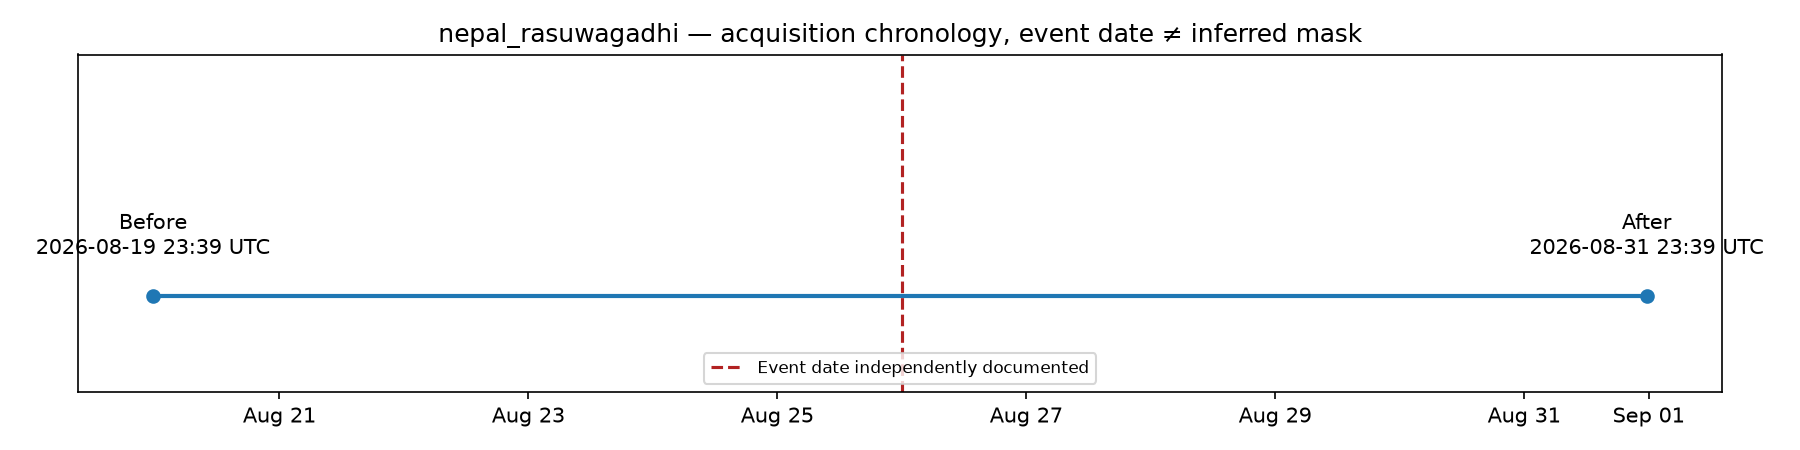 nepal_rasuwagadhi — acquisition chronology, event date ≠ inferred mask
Before
2026-08-19 23:39 UTC
After
2026-08-31 23:39 UTC
Event date independently documented
Aug 21
Aug 23
Aug 25
Aug 27
Aug 29
Aug 31
Sep 01